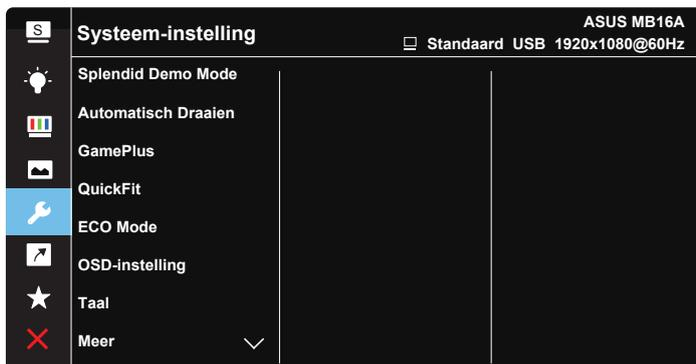 S
Systeem-instelling
ASUS MB16A
Standaard USB 1920x1080@60Hz
Splendid Demo Mode
Automatisch Draaien
GamePlus
QuickFit
ECO Mode
OSD-instelling
Taal
Meer